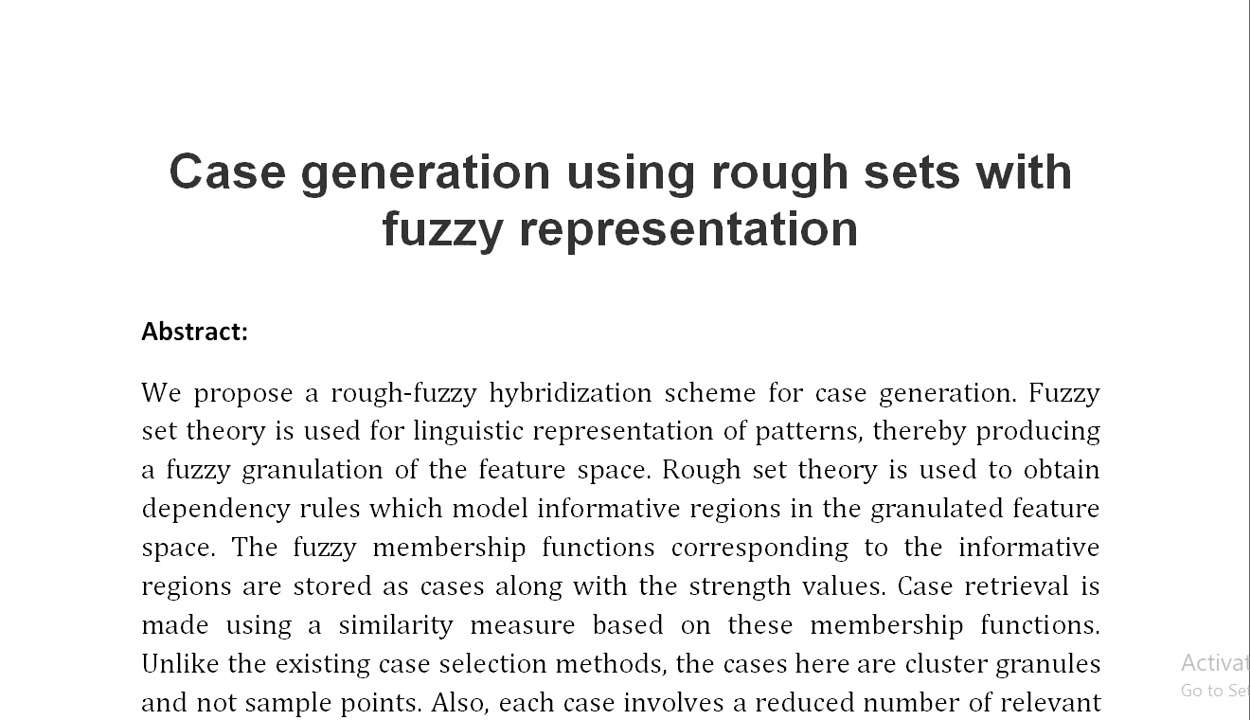 Case generation using rough sets with
fuzzy representation
Abstract:
We propose a rough-fuzzy hybridization scheme for case generation. Fuzzy
set theory is used for linguistic representation of patterns, thereby producing
a fuzzy granulation of the feature space. Rough set theory is used to obtain
dependency rules which model informative regions in the granulated feature
space. The fuzzy membership functions corresponding to the informative
regions are stored as cases along with the strength values. Case retrieval is
made using a similarity measure based on these membership functions.
Unlike the existing case selection methods, the cases here are cluster granules
and not sample points. Also, each case involves a reduced number of relevant
Activat
Go to Set